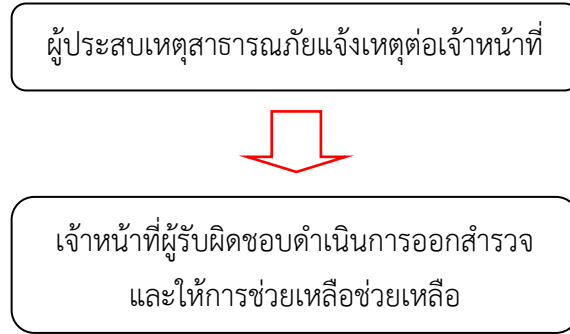 ผู้ประสบเหตุสาธารณภัยแจ้งเหตุต่อเจ้าหน้าที่
เจ้าหน้าที่ผู้รับผิดชอบดำเนินการออกสำรวจ
และให้การช่วยเหลือช่วยเหลือ